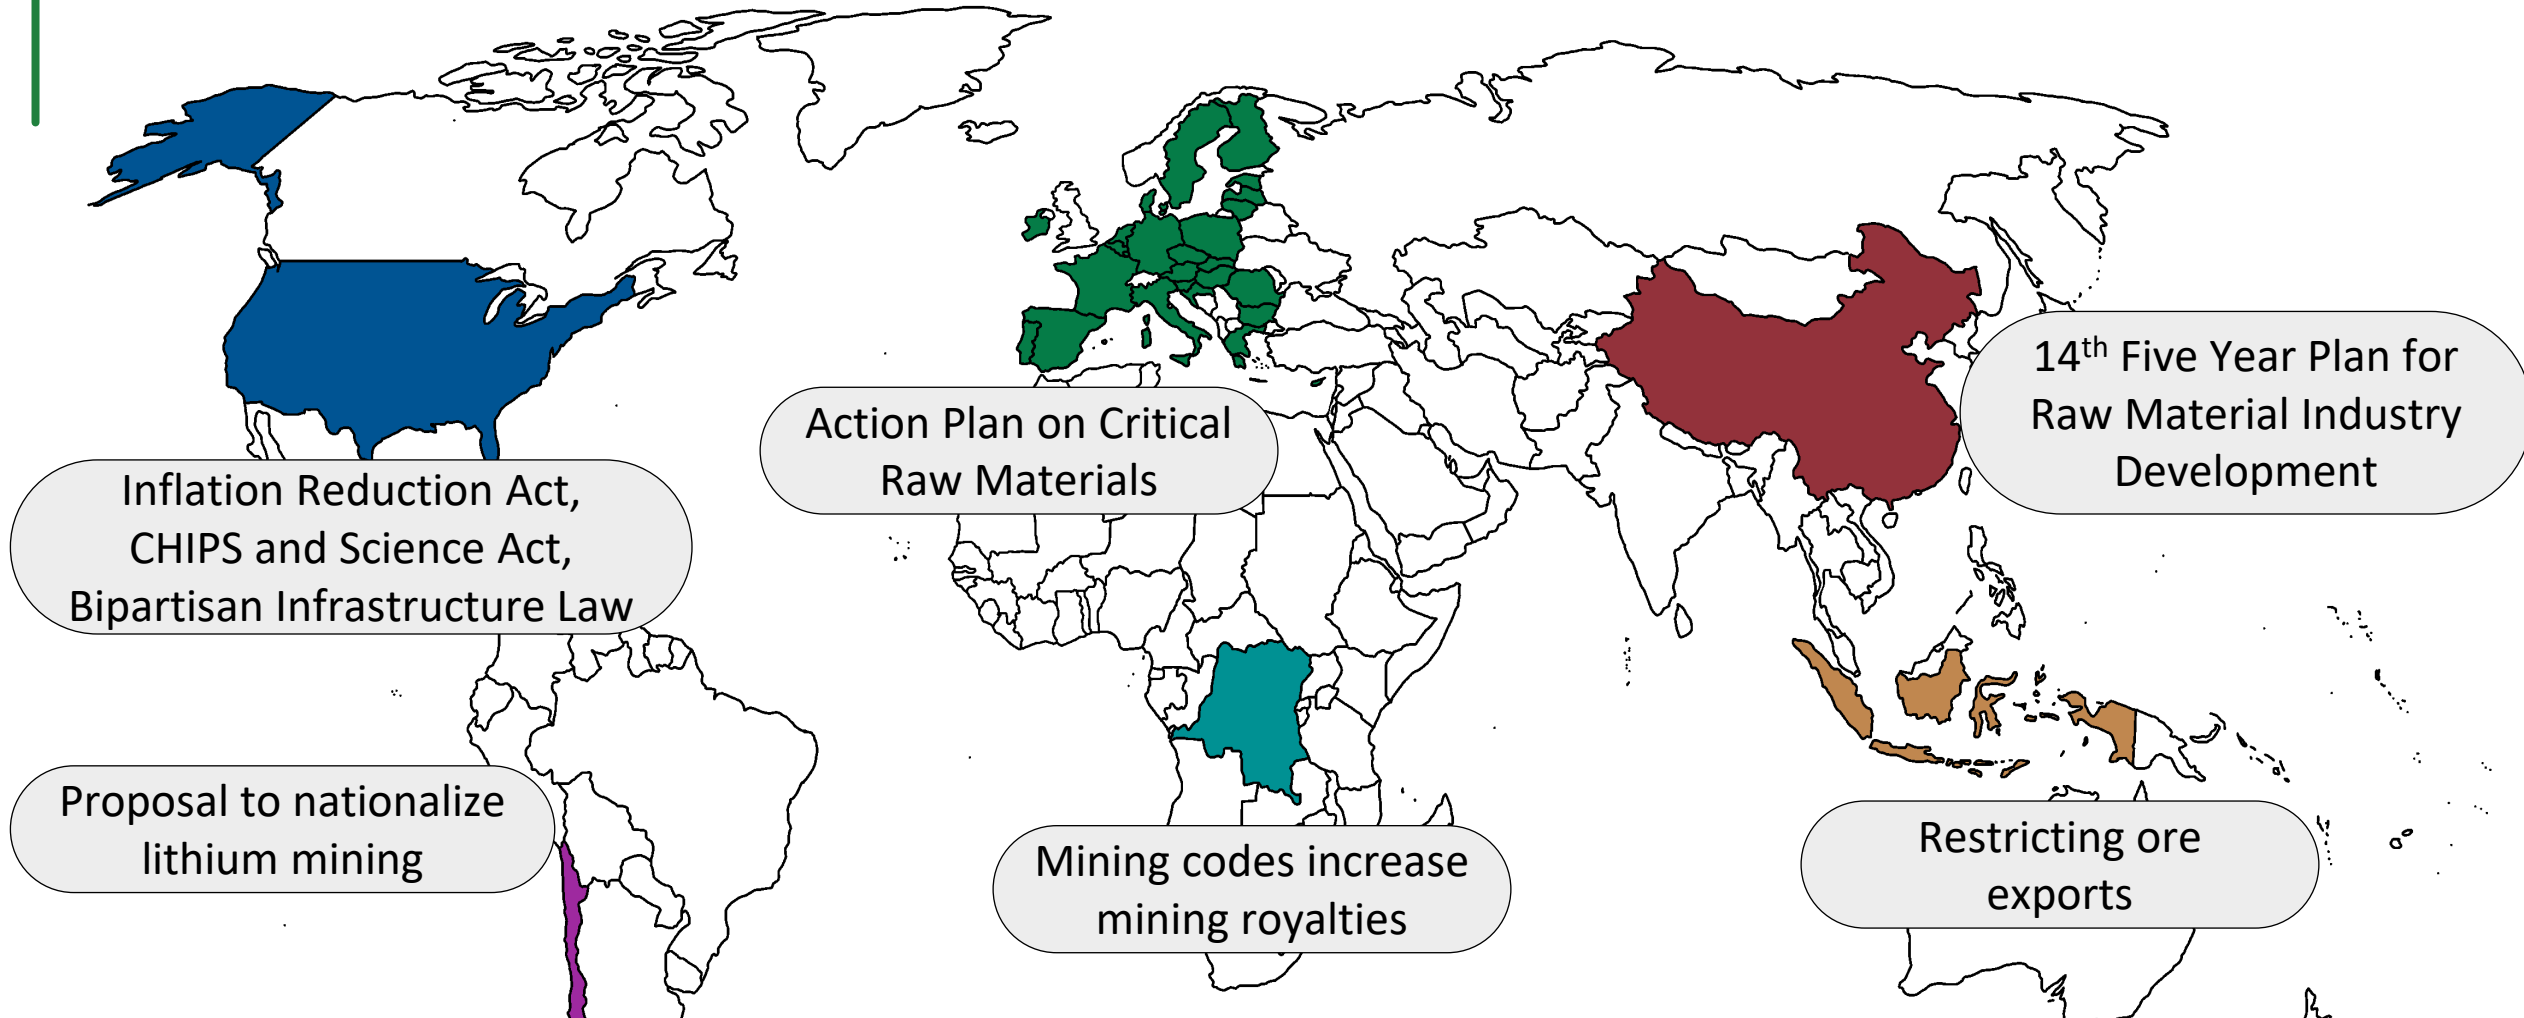 Inflation Reduction Act,
CHIPS and Science Act,
Bipartisan Infrastructure Law
Action Plan on Critical
Raw Materials
14th Five Year Plan for
Raw Material Industry
Development
Proposal to nationalize
lithium mining
Mining codes increase
mining royalties
Restricting ore
exports